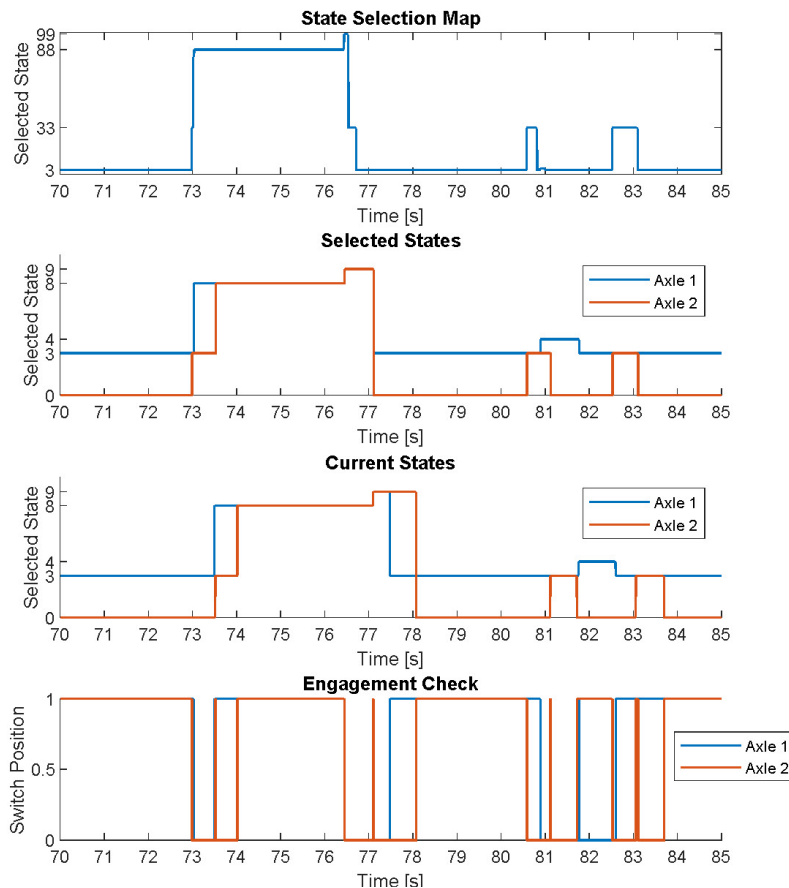 State Selection Map
99
88
33
3
Selected State
70 71 72 73 74 75 76 77 78 79 80 81 82 83 84 85
Time [s]
Selected States
9
8
4
3
0
Selected State
Axle 1
Axle 2
70 71 72 73 74 75 76 77 78 79 80 81 82 83 84 85
Time [s]
Current States
9
8
4
3
0
Selected State
Axle 1
Axle 2
70 71 72 73 74 75 76 77 78 79 80 81 82 83 84 85
Time [s]
Engagement Check
1
0.5
0
Switch Position
Axle 1
Axle 2
70 71 72 73 74 75 76 77 78 79 80 81 82 83 84 85
Time [s]